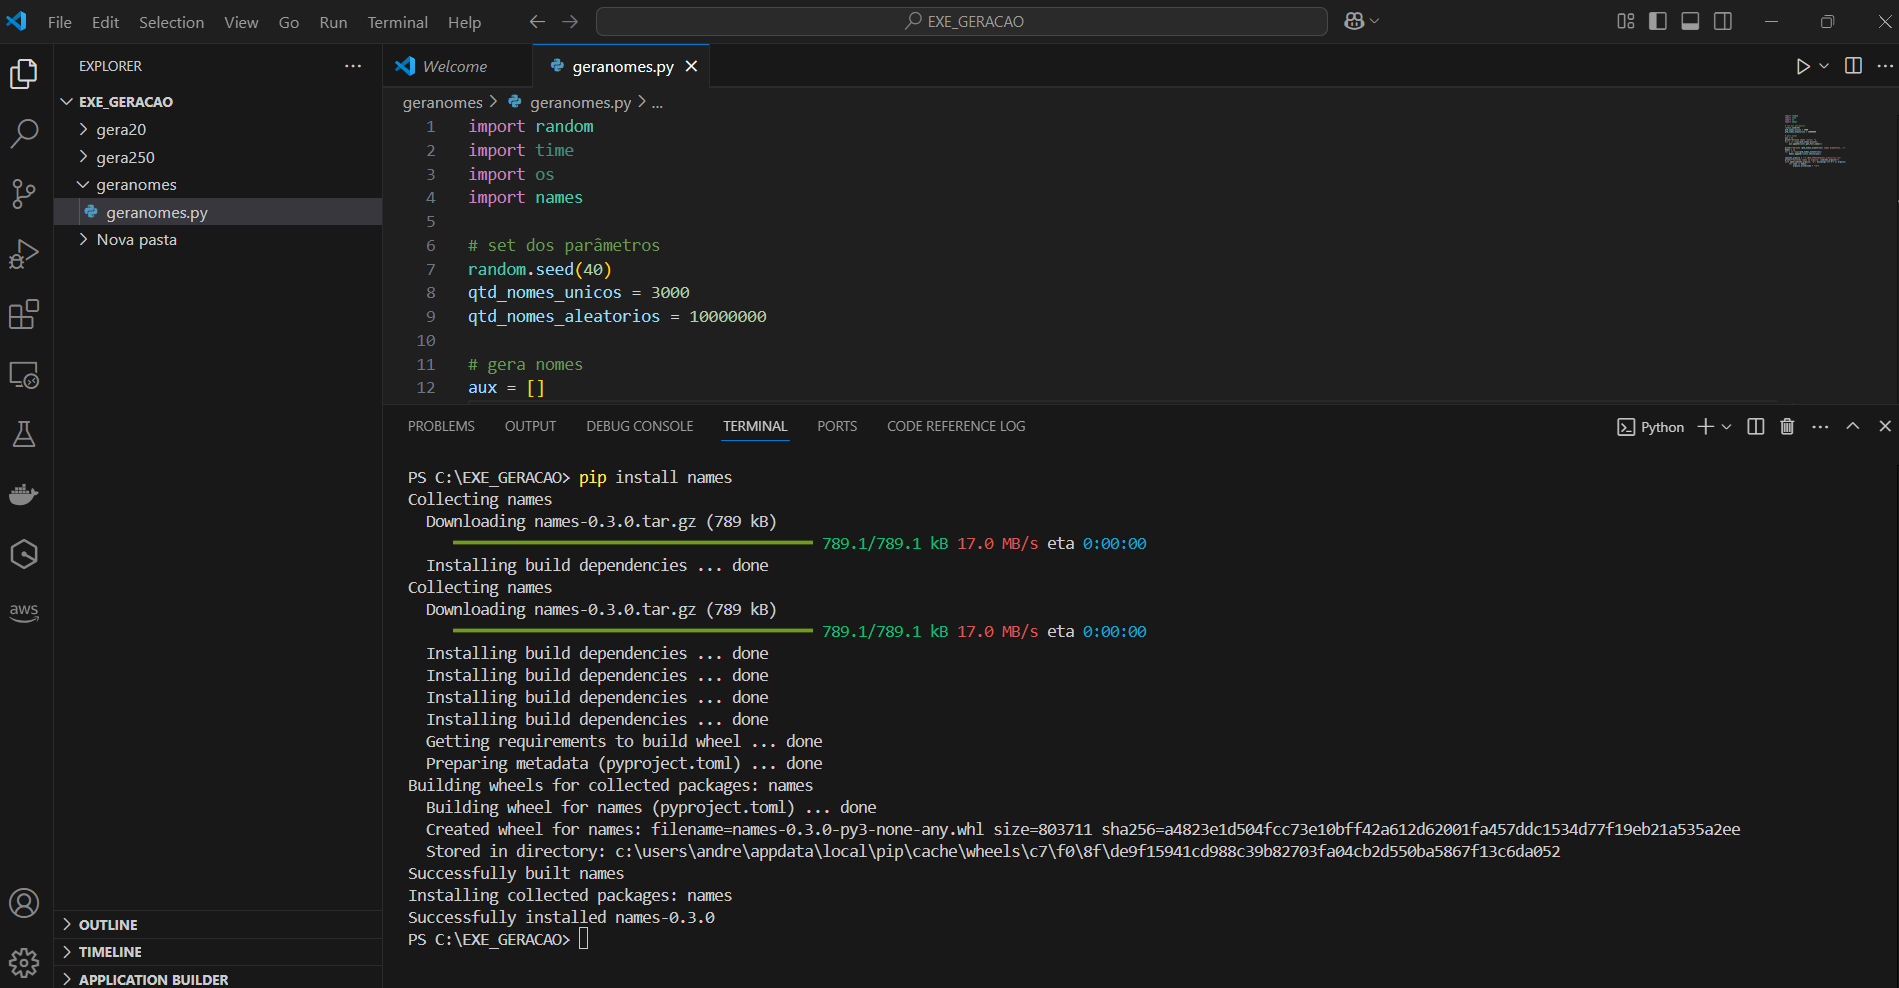 File Edit Selection View Go Run Terminal Help EXE_GERACAO
EXPLORER
EXE_GERACAO
gera20
gera250
geranomes
geranomes.py
Nova pasta
OUTLINE
TIMELINE
APPLICATION BUILDER
aws
Welcome geranomes.py
geranomes > geranomes.py > ...
1 import random
2 import time
3 import os
4 import names
5
6 # set dos parâmetros
7 random.seed(40)
8 qtd_nomes_unicos = 3000
9 qtd_nomes_aleatorios = 10000000
10
11 # gera nomes
12 aux = []
PROBLEMS OUTPUT DEBUG CONSOLE TERMINAL PORTS CODE REFERENCE LOG Python
PS C:\EXE_GERACAO> pip install names
Collecting names
Downloading names-0.3.0.tar.gz (789 kB)
789.1/789.1 kB 17.0 MB/s eta 0:00:00
Installing build dependencies ... done
Collecting names
Downloading names-0.3.0.tar.gz (789 kB)
789.1/789.1 kB 17.0 MB/s eta 0:00:00
Installing build dependencies ... done
Installing build dependencies ... done
Installing build dependencies ... done
Installing build dependencies ... done
Getting requirements to build wheel ... done
Preparing metadata (pyproject.toml) ... done
Building wheels for collected packages: names
Building wheel for names (pyproject.toml) ... done
Created wheel for names: filename=names-0.3.0-py3-none-any.whl size=803711 sha256=a4823e1d504fcc73e10bff42a612d62001fa457ddc1534d77f19eb21a535a2ee
Stored in directory: c:\users\andre\appdata\local\pip\cache\wheels\c7\f0\8f\de9f15941cd988c39b82703fa04cb2d550ba5867f13c6da052
Successfully built names
Installing collected packages: names
Successfully installed names-0.3.0
PS C:\EXE_GERACAO>